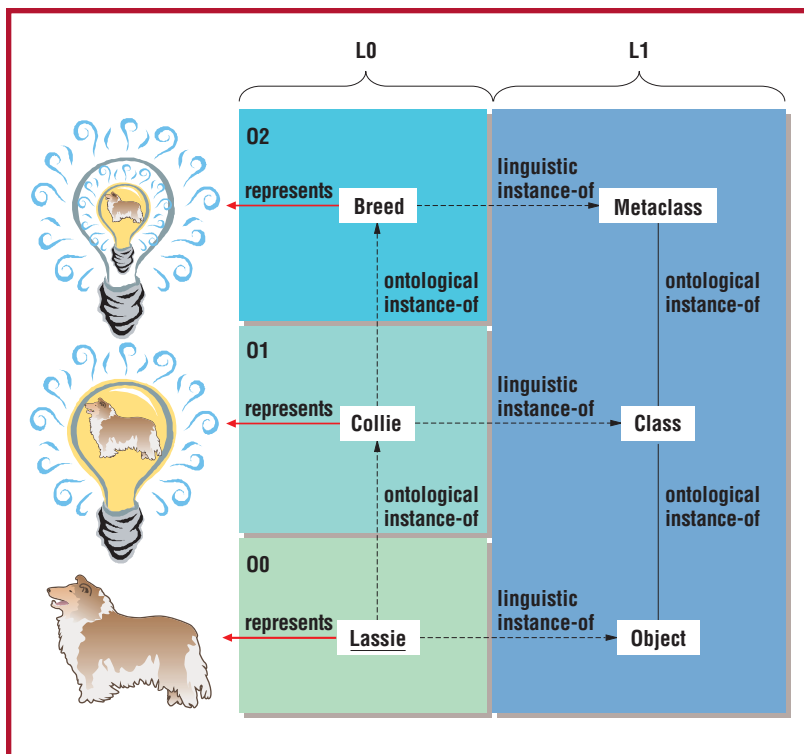 L0
L1
O2
represents
Breed
linguistic
instance-of
Metaclass
ontological
instance-of
ontological
instance-of
O1
represents
Collie
linguistic
instance-of
Class
ontological
instance-of
ontological
instance-of
O0
represents
Lassie
linguistic
instance-of
Object